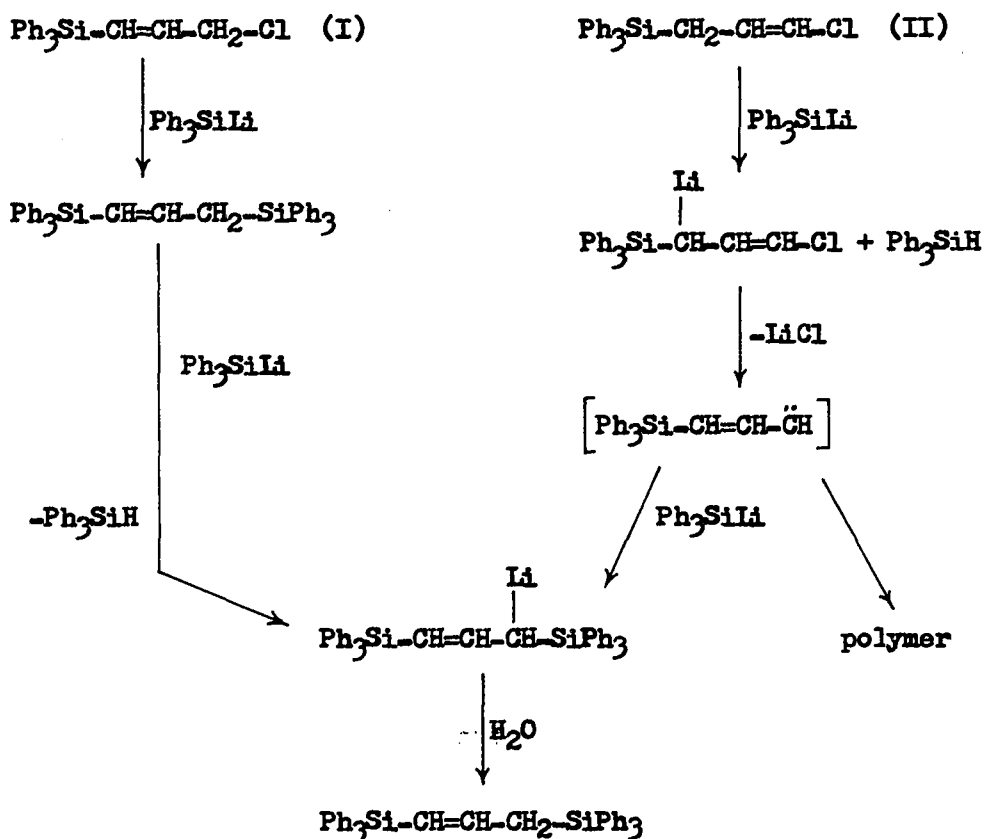 Ph3Si-CH=CH-CH2-Cl (I)
Ph3Si-CH2-CH=CH-Cl (II)
Ph3SiLi
Ph3SiLi
Ph3Si-CH=CH-CH2-SiPh3
Li
Ph3Si-CH-CH=CH-Cl + Ph3SiH
Ph3SiLi
-LiCl
[Ph3Si-CH=CH-C̈H]
-Ph3SiH
Ph3SiLi
Li
Ph3Si-CH=CH-CH-SiPh3
polymer
H2O
Ph3Si-CH=CH-CH2-SiPh3